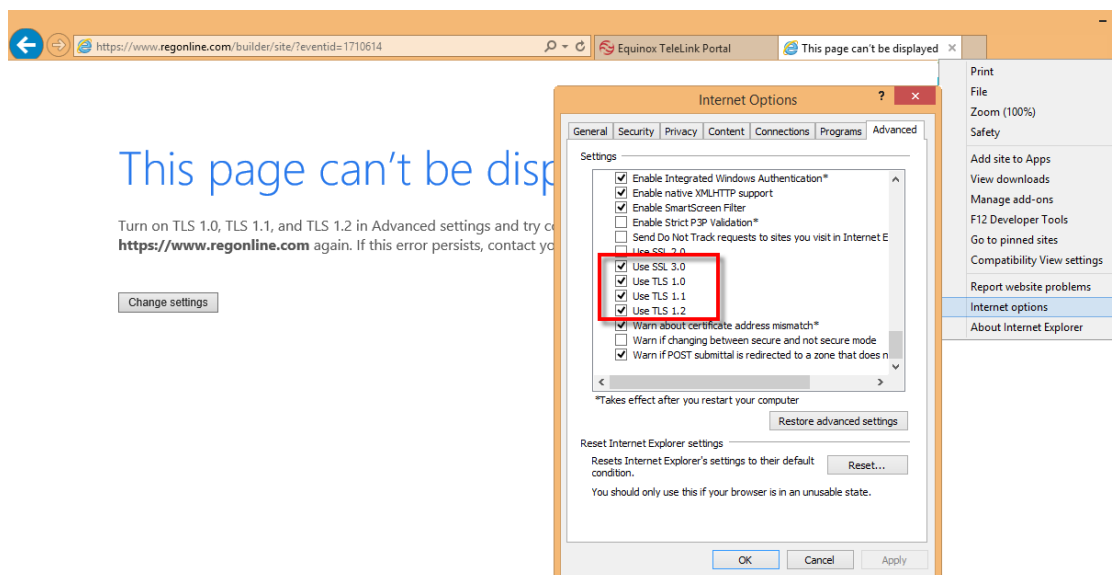 https://www.regonline.com/builder/site/?eventid=1710614
Equinox TeleLink Portal
This page can't be displayed
Print
File
Zoom (100%)
Safety
Add site to Apps
View downloads
Manage add-ons
F12 Developer Tools
Go to pinned sites
Compatibility View settings
Report website problems
Internet options
About Internet Explorer
This page can't be disp
Turn on TLS 1.0, TLS 1.1, and TLS 1.2 in Advanced settings and try co
https://www.regonline.com again. If this error persists, contact yo
Change settings
Internet Options
?
General Security Privacy Content Connections Programs Advanced
Settings
Enable Integrated Windows Authentication*
Enable native XMLHTTP support
Enable SmartScreen Filter
Enable Strict P3P Validation*
Send Do Not Track requests to sites you visit in Internet E
Use SSL 2.0
Use SSL 3.0
Use TLS 1.0
Use TLS 1.1
Use TLS 1.2
Warn about certificate address mismatch*
Warn if changing between secure and not secure mode
Warn if POST submittal is redirected to a zone that does n
*Takes effect after you restart your computer
Restore advanced settings
Reset Internet Explorer settings
Resets Internet Explorer's settings to their default
condition.
Reset...
You should only use this if your browser is in an unusable state.
OK Cancel Apply